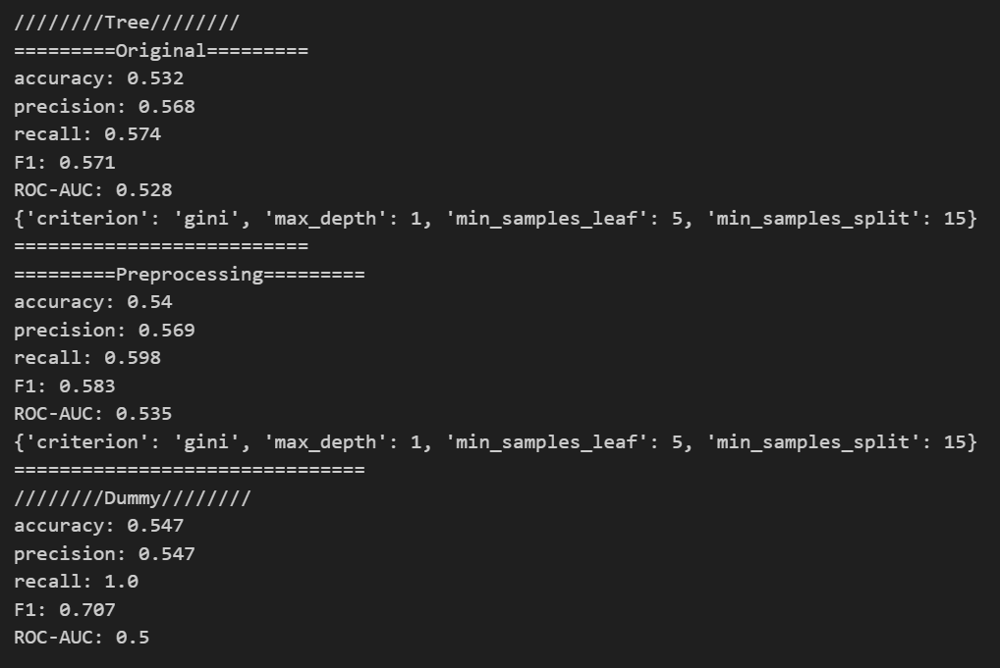 ////////Tree////////
=========Original=========
accuracy: 0.532
precision: 0.568
recall: 0.574
F1: 0.571
ROC-AUC: 0.528
{'criterion': 'gini', 'max_depth': 1, 'min_samples_leaf': 5, 'min_samples_split': 15}
==========================
=========Preprocessing=========
accuracy: 0.54
precision: 0.569
recall: 0.598
F1: 0.583
ROC-AUC: 0.535
{'criterion': 'gini', 'max_depth': 1, 'min_samples_leaf': 5, 'min_samples_split': 15}
===============================
////////Dummy////////
accuracy: 0.547
precision: 0.547
recall: 1.0
F1: 0.707
ROC-AUC: 0.5